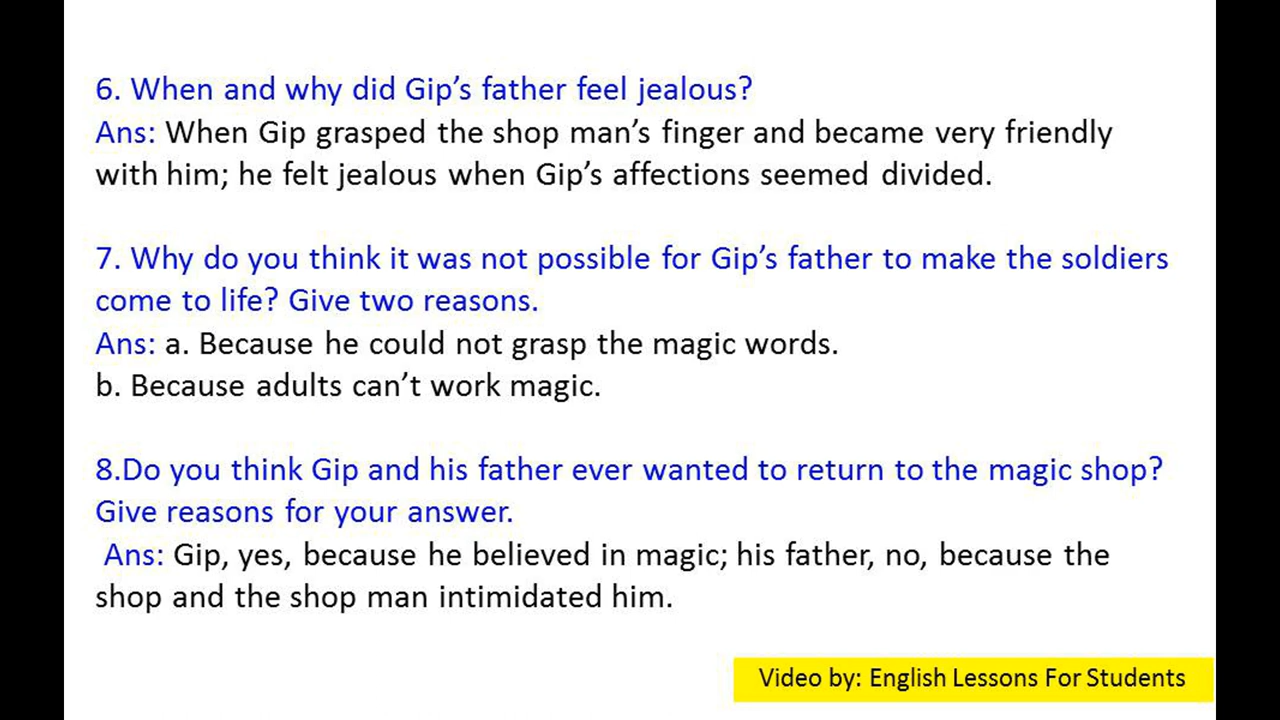 6. When and why did Gip's father feel jealous?
Ans: When Gip grasped the shop man's finger and became very friendly
with him; he felt jealous when Gip's affections seemed divided.
7. Why do you think it was not possible for Gip's father to make the soldiers
come to life? Give two reasons.
Ans: a. Because he could not grasp the magic words.
b. Because adults can't work magic.
8.Do you think Gip and his father ever wanted to return to the magic shop?
Give reasons for your answer.
Ans: Gip, yes, because he believed in magic; his father, no, because the
shop and the shop man intimidated him.
Video by: English Lessons For Students